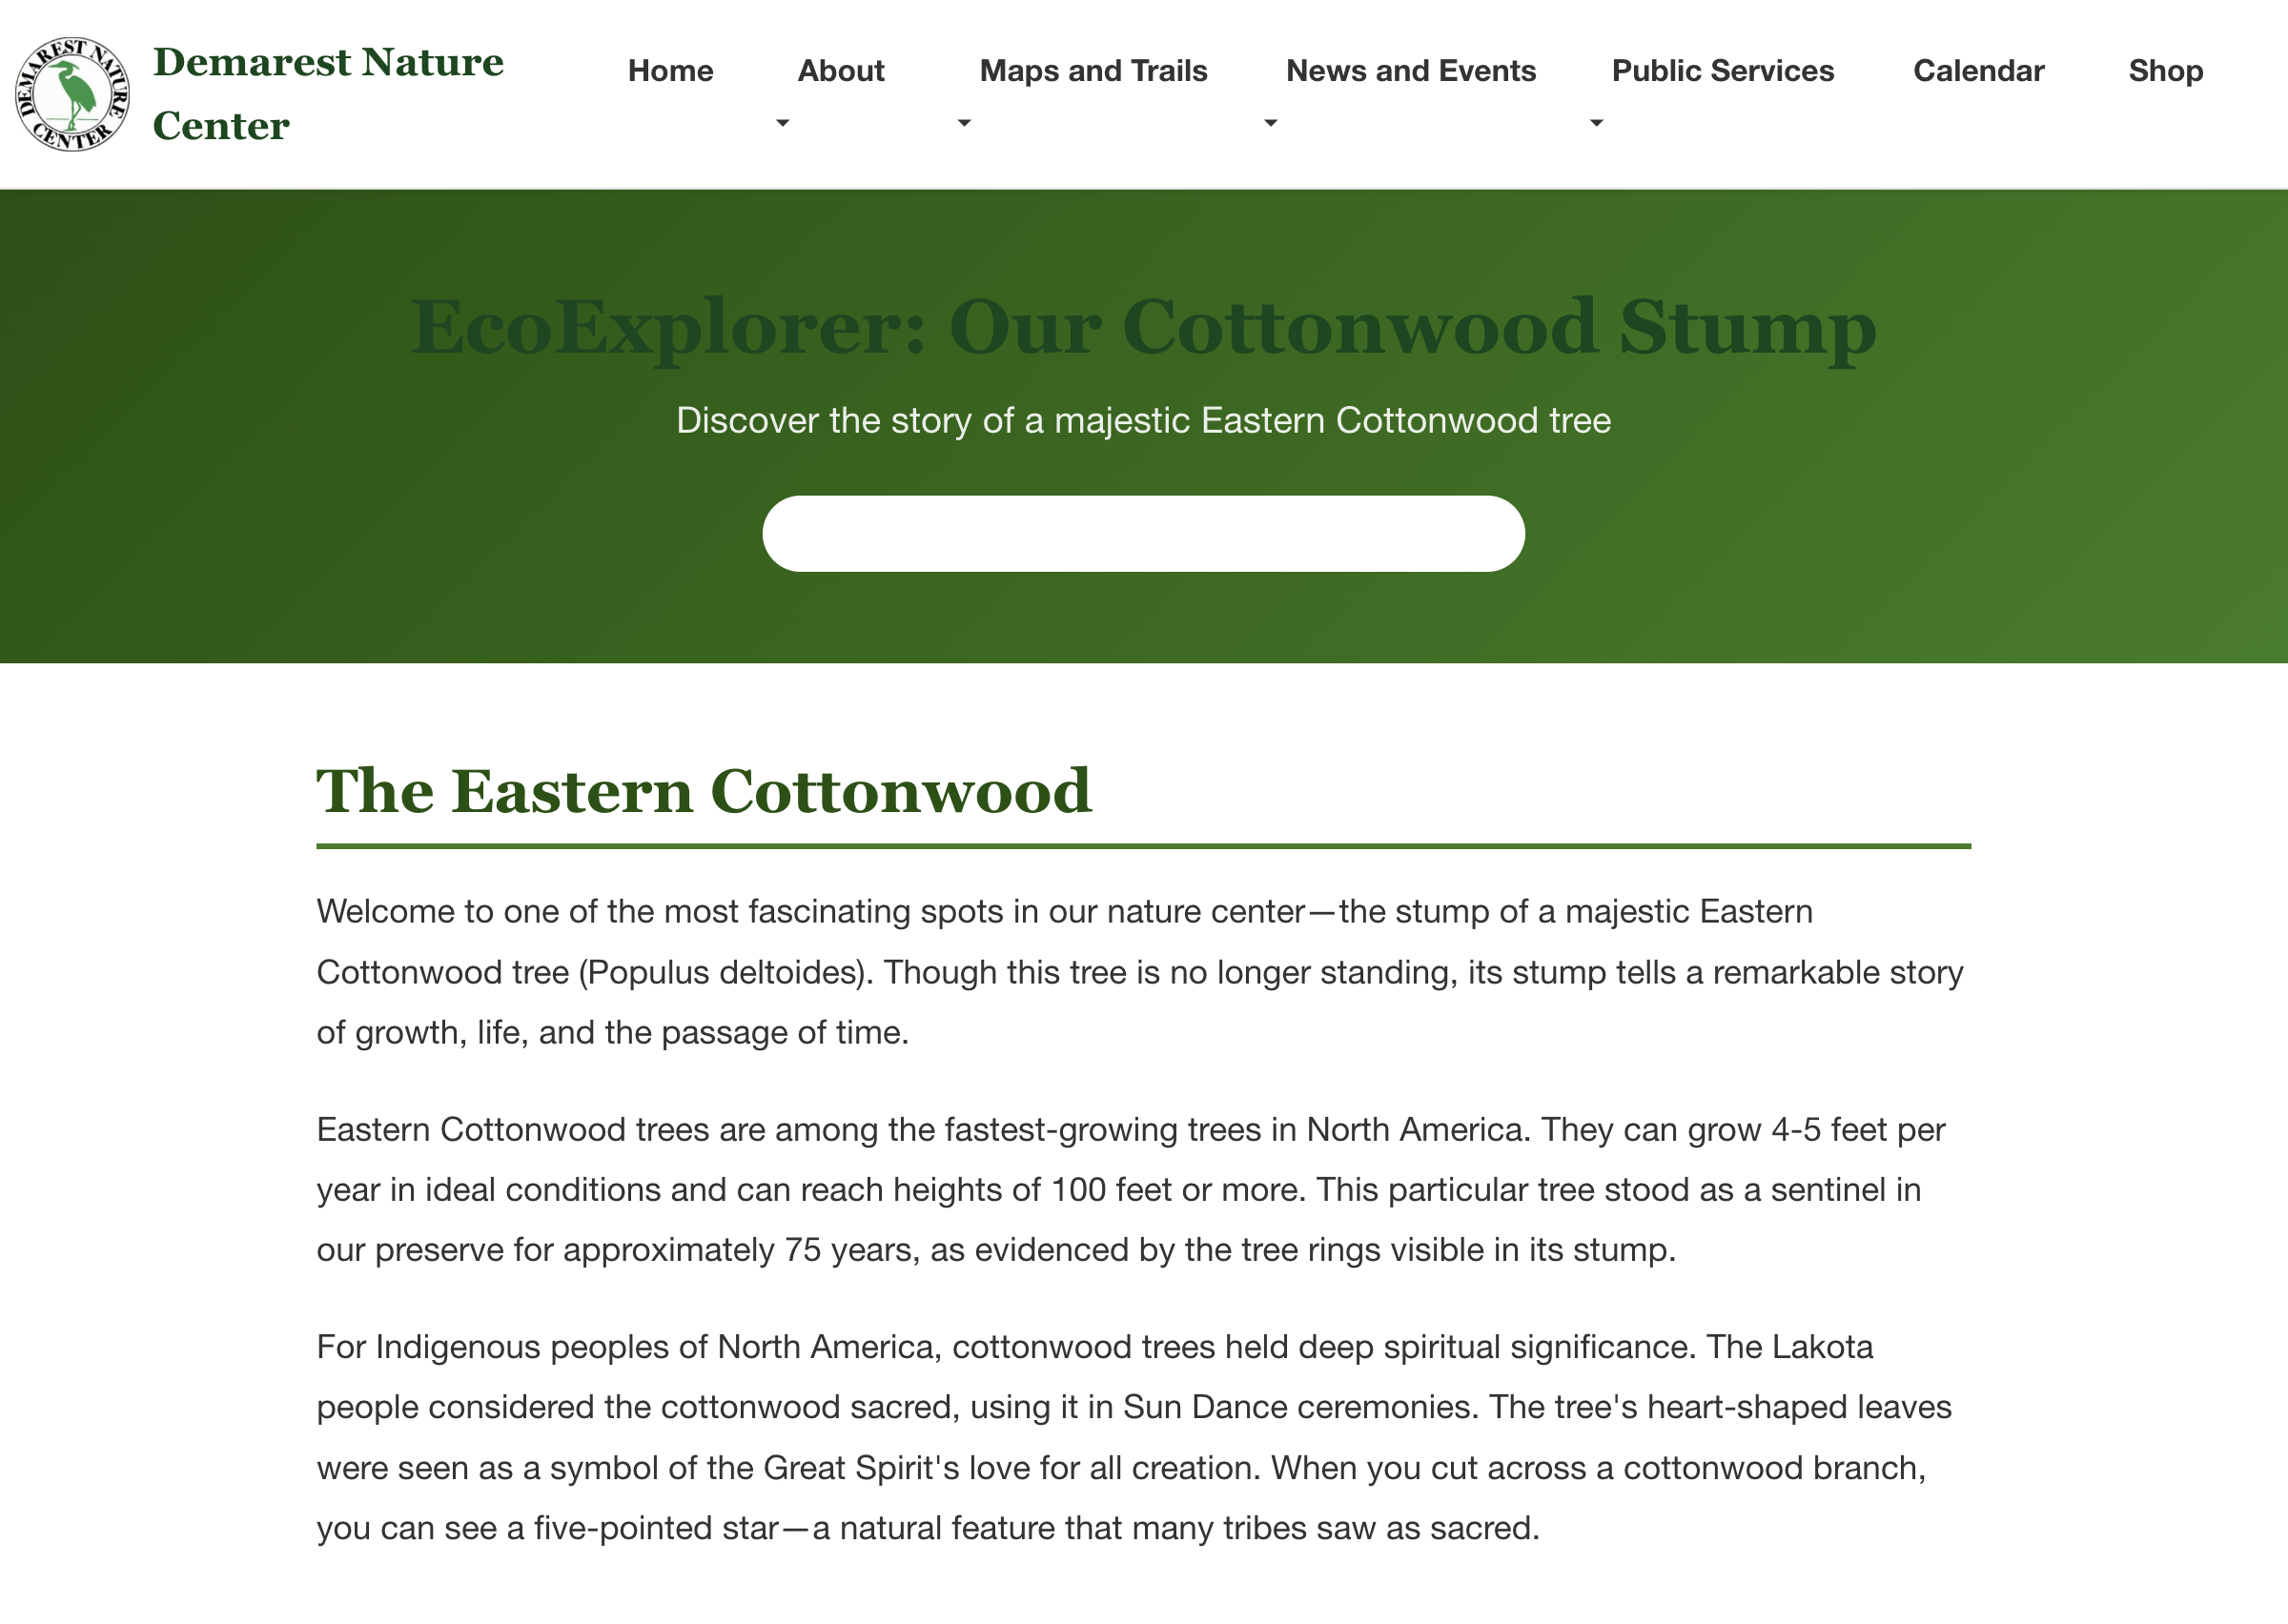 DEMAREST NATURE CENTER
Demarest Nature
Center
Home
About
Maps and Trails
News and Events
Public Services
Calendar
Shop
EcoExplorer: Our Cottonwood Stump
Discover the story of a majestic Eastern Cottonwood tree
The Eastern Cottonwood
Welcome to one of the most fascinating spots in our nature center—the stump of a majestic Eastern
Cottonwood tree (Populus deltoides). Though this tree is no longer standing, its stump tells a remarkable story
of growth, life, and the passage of time.
Eastern Cottonwood trees are among the fastest-growing trees in North America. They can grow 4-5 feet per
year in ideal conditions and can reach heights of 100 feet or more. This particular tree stood as a sentinel in
our preserve for approximately 75 years, as evidenced by the tree rings visible in its stump.
For Indigenous peoples of North America, cottonwood trees held deep spiritual significance. The Lakota
people considered the cottonwood sacred, using it in Sun Dance ceremonies. The tree's heart-shaped leaves
were seen as a symbol of the Great Spirit's love for all creation. When you cut across a cottonwood branch,
you can see a five-pointed star—a natural feature that many tribes saw as sacred.